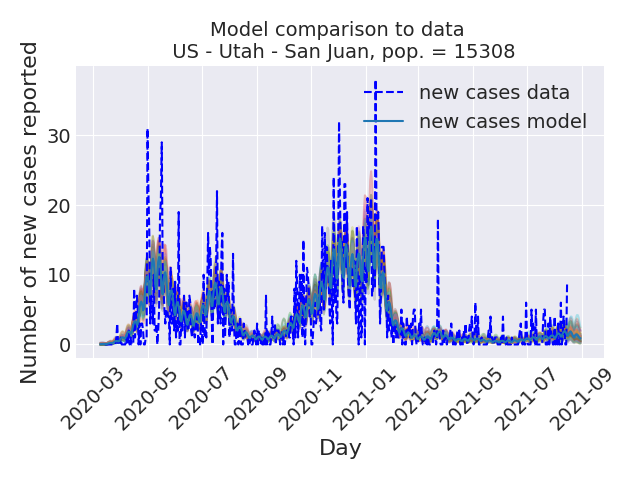 Model comparison to data
US - Utah - San Juan, pop. = 15308
new cases data
new cases model
Number of new cases reported
30
20
10
0
2020-03
2020-05
2020-07
2020-09
2020-11
2021-01
2021-03
2021-05
2021-07
2021-09
Day